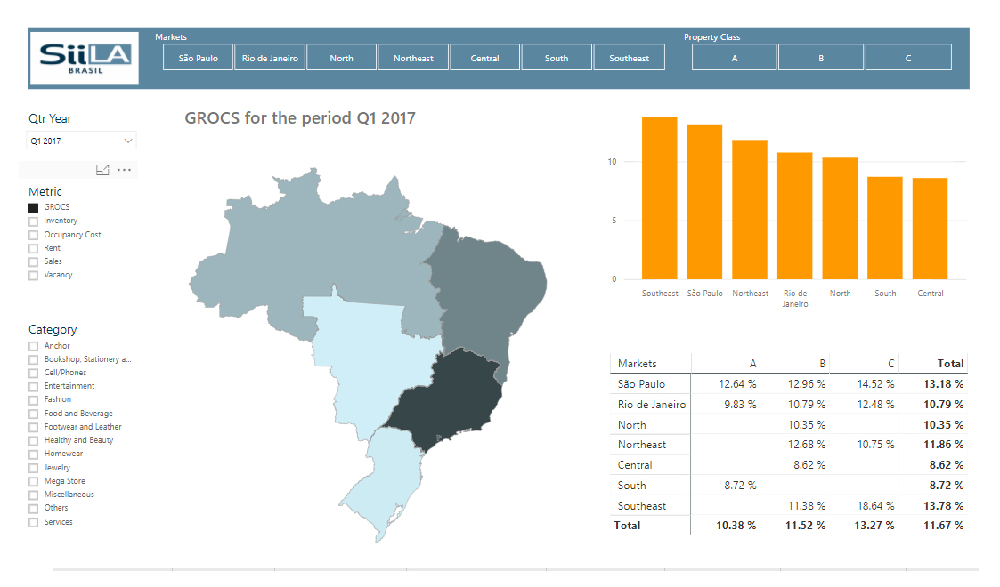 SiiLA
BRASIL
Markets
São Paulo
Rio de Janeiro
North
Northeast
Central
South
Southeast
Property Class
A
B
C
Qtr Year
Q1 2017
Metric
GROCS
Inventory
Occupancy Cost
Rent
Sales
Vacancy
Category
Anchor
Bookshop, Stationery a...
Cell/Phones
Entertainment
Fashion
Food and Beverage
Footwear and Leather
Healthy and Beauty
Homewear
Jewelry
Mega Store
Miscellaneous
Others
Services
GROCS for the period Q1 2017
10
5
0
Southeast
São Paulo
Northeast
Rio de
Janeiro
North
South
Central
Markets A B C Total
São Paulo 12.64 % 12.96 % 14.52 % 13.18 %
Rio de Janeiro 9.83 % 10.79 % 12.48 % 10.79 %
North 10.35 % 10.35 %
Northeast 12.68 % 10.75 % 11.86 %
Central 8.62 % 8.62 %
South 8.72 % 8.72 %
Southeast 11.38 % 18.64 % 13.78 %
Total 10.38 % 11.52 % 13.27 % 11.67 %